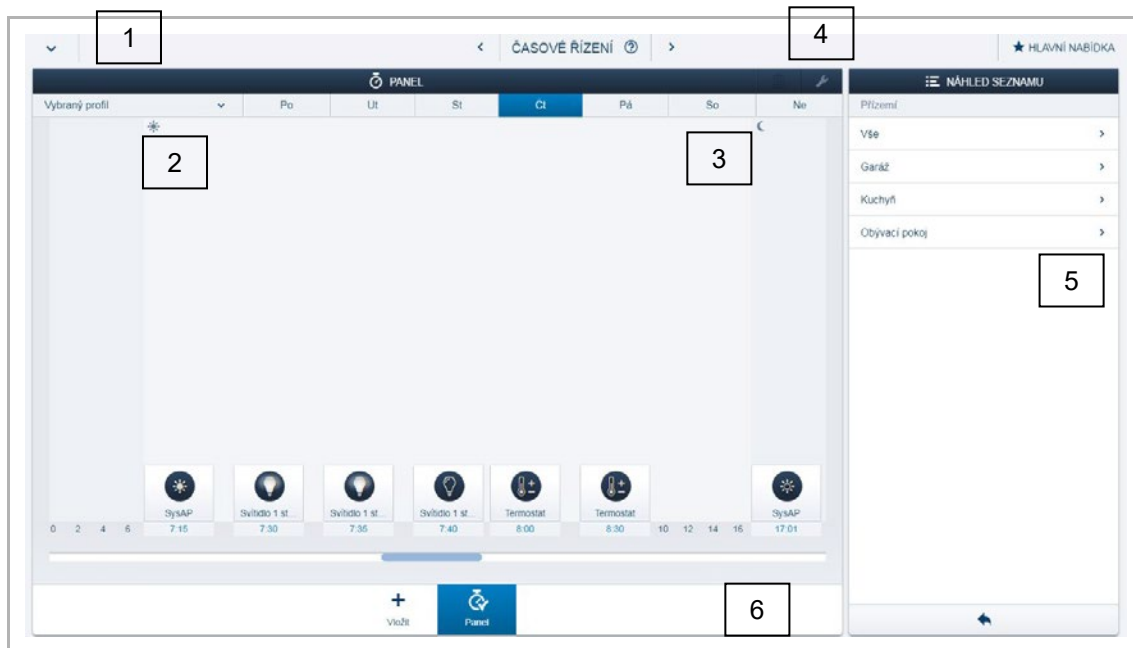 1
4
ČASOVÉ ŘÍZENÍ
HLAVNÍ NABÍDKA
PANEL
NÁHLED SEZNAMU
Vybraný profil Po Út St Čt Pá So Ne
Přízemí
2
3
Vše
Garáž
Kuchyň
Obývací pokoj
5
SysAP Svítidlo 1 st... Svítidlo 1 st... Svítidlo 1 st... Termostat Termostat SysAP
0 2 4 6 7:15 7:30 7:35 7:40 8:00 8:30 10 12 14 16 17:01
6
Vložit
Panel